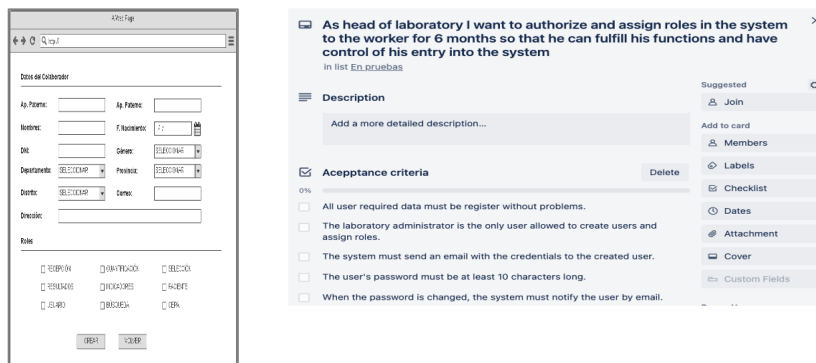 A Web Page
http://
Datos del Colaborador
Ap. Paterno:
Ap. Paterno:
Nombres:
F. Nacimiento:
/ /
DNI:
Género:
SELECCIONAR
Departamento:
SELECCIONAR
Provincia:
SELECCIONAR
Distrito:
SELECCIONAR
Correo:
Dirección:
Roles
RECEPCIÓN
CUANTIFICACIÓN
SELECCIÓN
RESULTADOS
INDICADORES
PACIENTE
USUARIO
BÚSQUEDA
CEPA
CREAR
VOLVER
As head of laboratory I want to authorize and assign roles in the system
to the worker for 6 months so that he can fulfill his functions and have
control of his entry into the system
in list En pruebas
Description
Add a more detailed description...
Acepptance criteria
Delete
0%
All user required data must be register without problems.
The laboratory administrator is the only user allowed to create users and
assign roles.
The system must send an email with the credentials to the created user.
The user's password must be at least 10 characters long.
When the password is changed, the system must notify the user by email.
Suggested
Join
Add to card
Members
Labels
Checklist
Dates
Attachment
Cover
Custom Fields